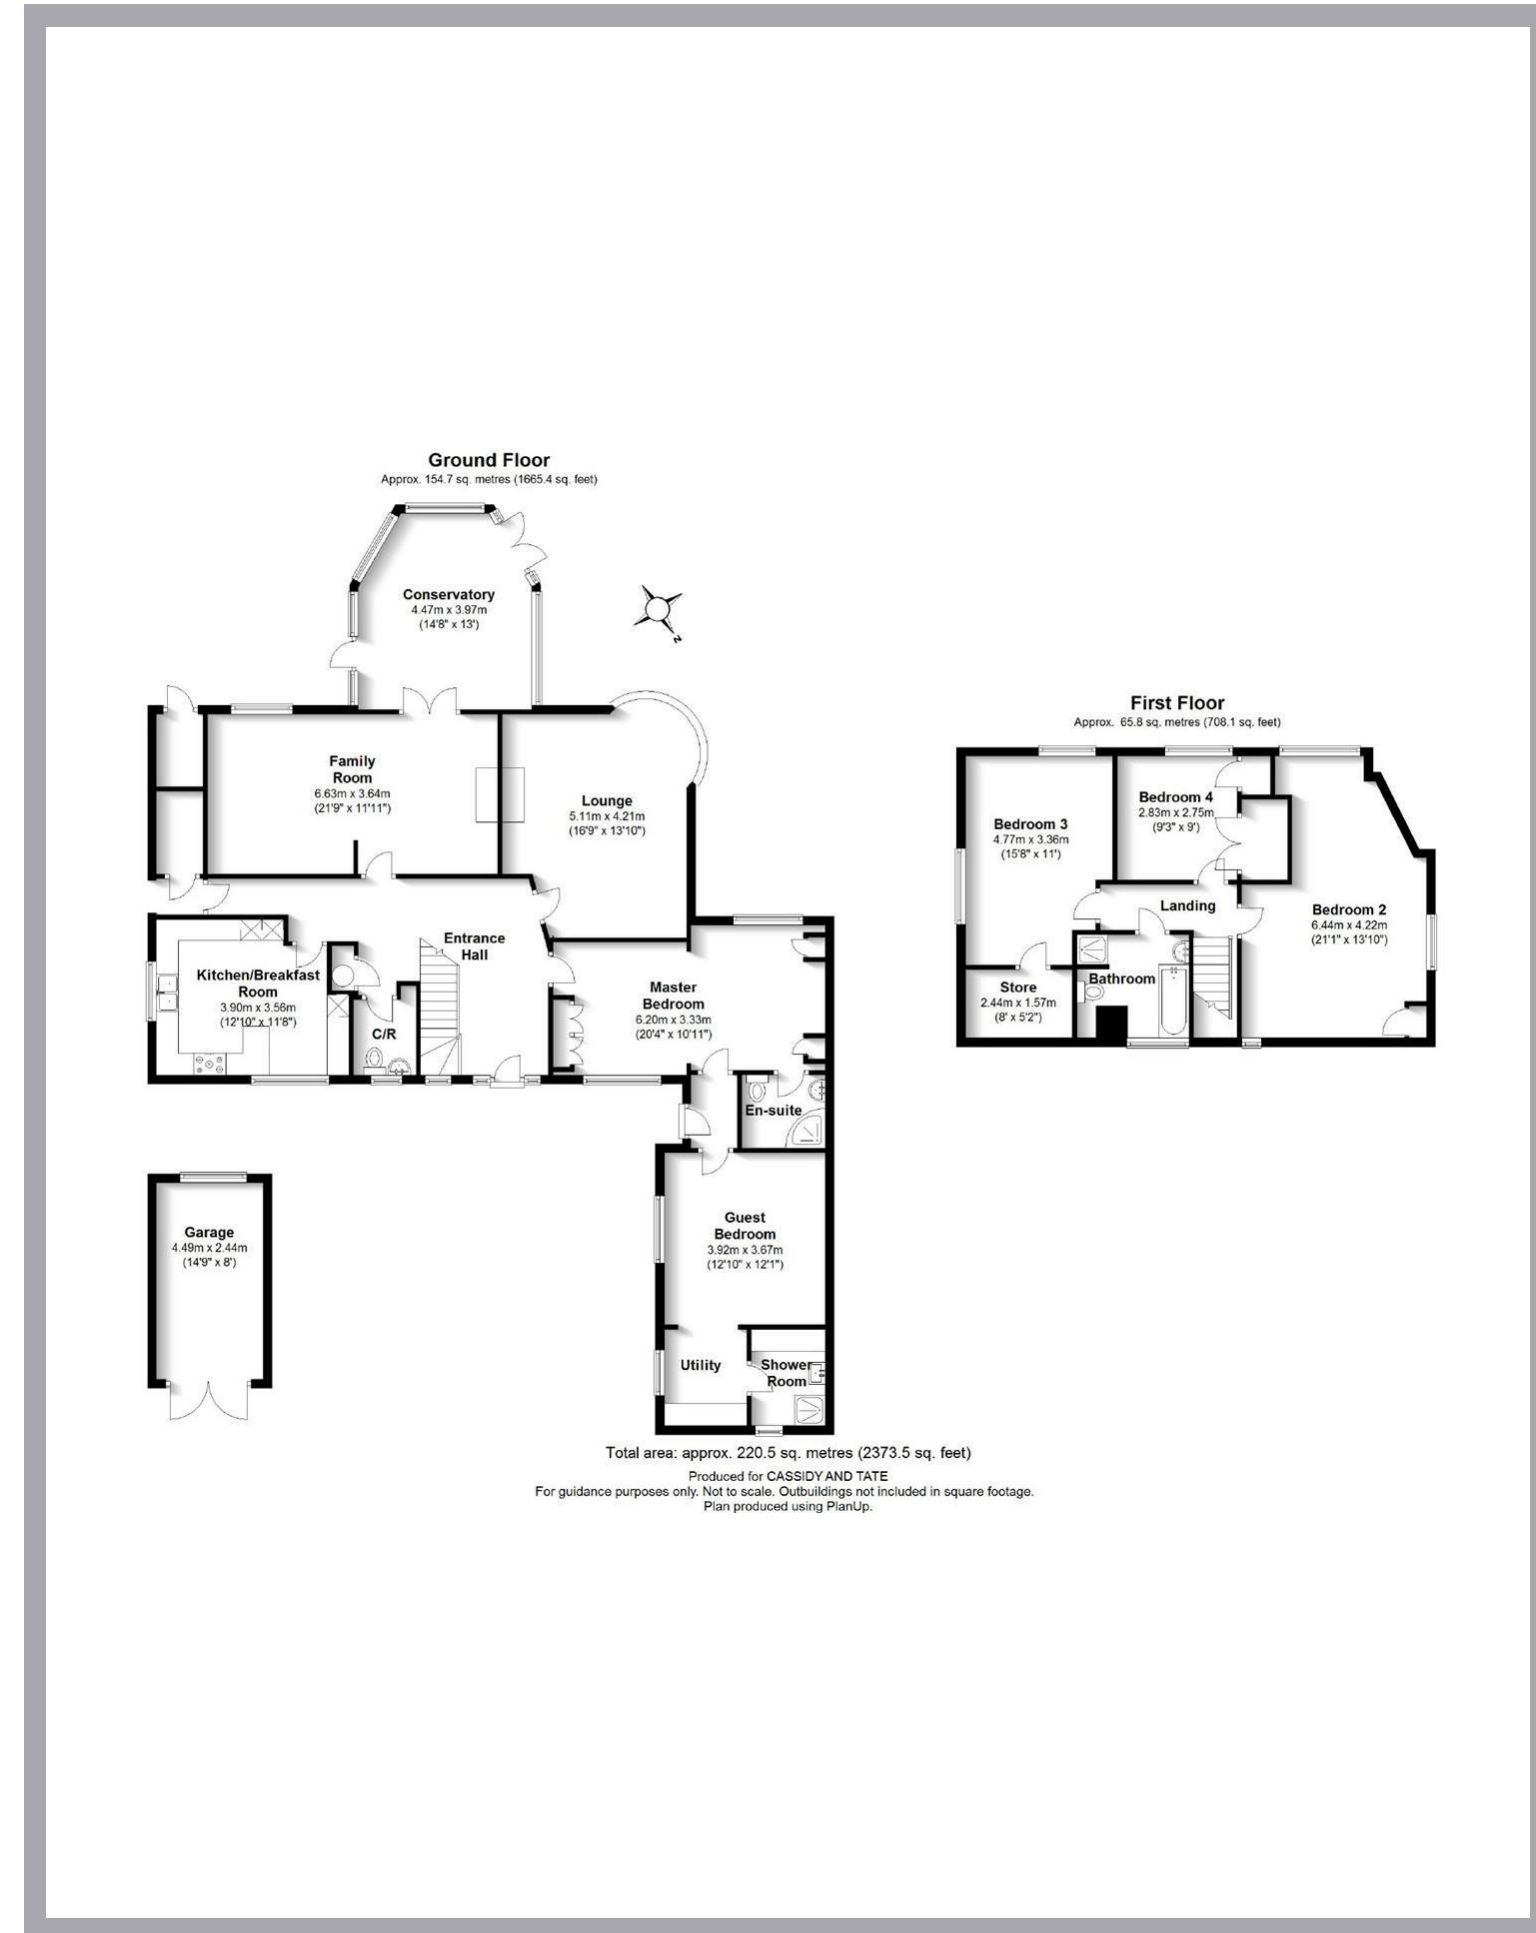 Ground Floor
Approx. 154.7 sq. metres (1665.4 sq. feet)
Conservatory
4.47m x 3.97m
(14'8" x 13')
N
Family
Room
6.63m x 3.64m
(21'9" x 11'11")
Lounge
5.11m x 4.21m
(16'9" x 13'10")
Entrance
Hall
Kitchen/Breakfast
Room
3.90m x 3.56m
(12'10" x 11'8")
C/R
Master
Bedroom
6.20m x 3.33m
(20'4" x 10'11")
En-suite
Guest
Bedroom
3.92m x 3.67m
(12'10" x 12'1")
Utility
Shower
Room
Garage
4.49m x 2.44m
(14'9" x 8')
First Floor
Approx. 65.8 sq. metres (708.1 sq. feet)
Bedroom 3
4.77m x 3.36m
(15'8" x 11')
Bedroom 4
2.83m x 2.75m
(9'3" x 9')
Landing
Bedroom 2
6.44m x 4.22m
(21'1" x 13'10")
Store
2.44m x 1.57m
(8' x 5'2")
Bathroom
Total area: approx. 220.5 sq. metres (2373.5 sq. feet)
Produced for CASSIDY AND TATE
For guidance purposes only. Not to scale. Outbuildings not included in square footage.
Plan produced using PlanUp.